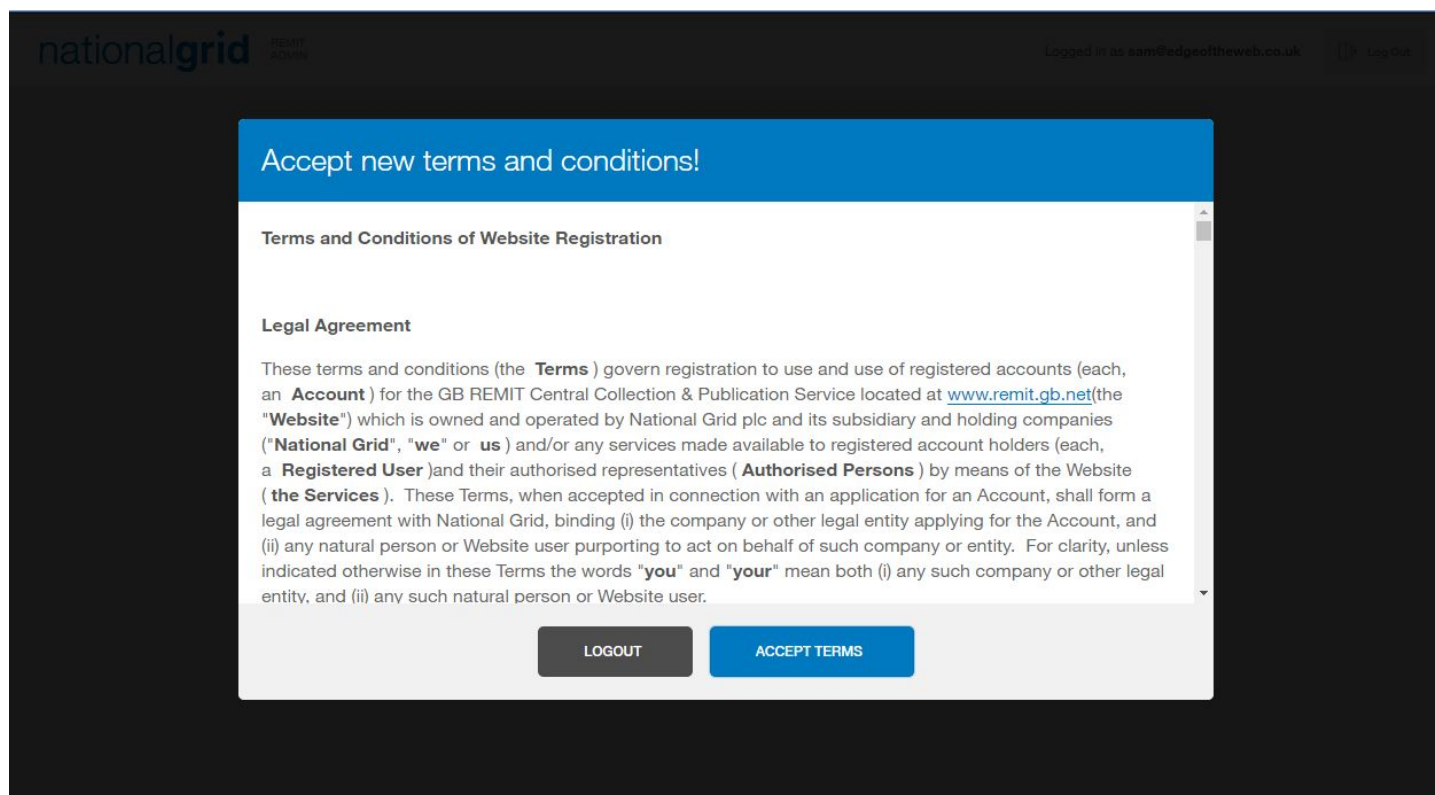 nationalgrid REMIT
ADMIN
Logged in as sam@edgeoftheweb.co.uk Log Out
Accept new terms and conditions!
Terms and Conditions of Website Registration
Legal Agreement
These terms and conditions (the Terms ) govern registration to use and use of registered accounts (each,
an Account ) for the GB REMIT Central Collection & Publication Service located at www.remit.gb.net(the
"Website") which is owned and operated by National Grid plc and its subsidiary and holding companies
("National Grid", "we" or us ) and/or any services made available to registered account holders (each,
a Registered User )and their authorised representatives ( Authorised Persons ) by means of the Website
( the Services ). These Terms, when accepted in connection with an application for an Account, shall form a
legal agreement with National Grid, binding (i) the company or other legal entity applying for the Account, and
(ii) any natural person or Website user purporting to act on behalf of such company or entity. For clarity, unless
indicated otherwise in these Terms the words "you" and "your" mean both (i) any such company or other legal
entity, and (ii) any such natural person or Website user.
LOGOUT ACCEPT TERMS